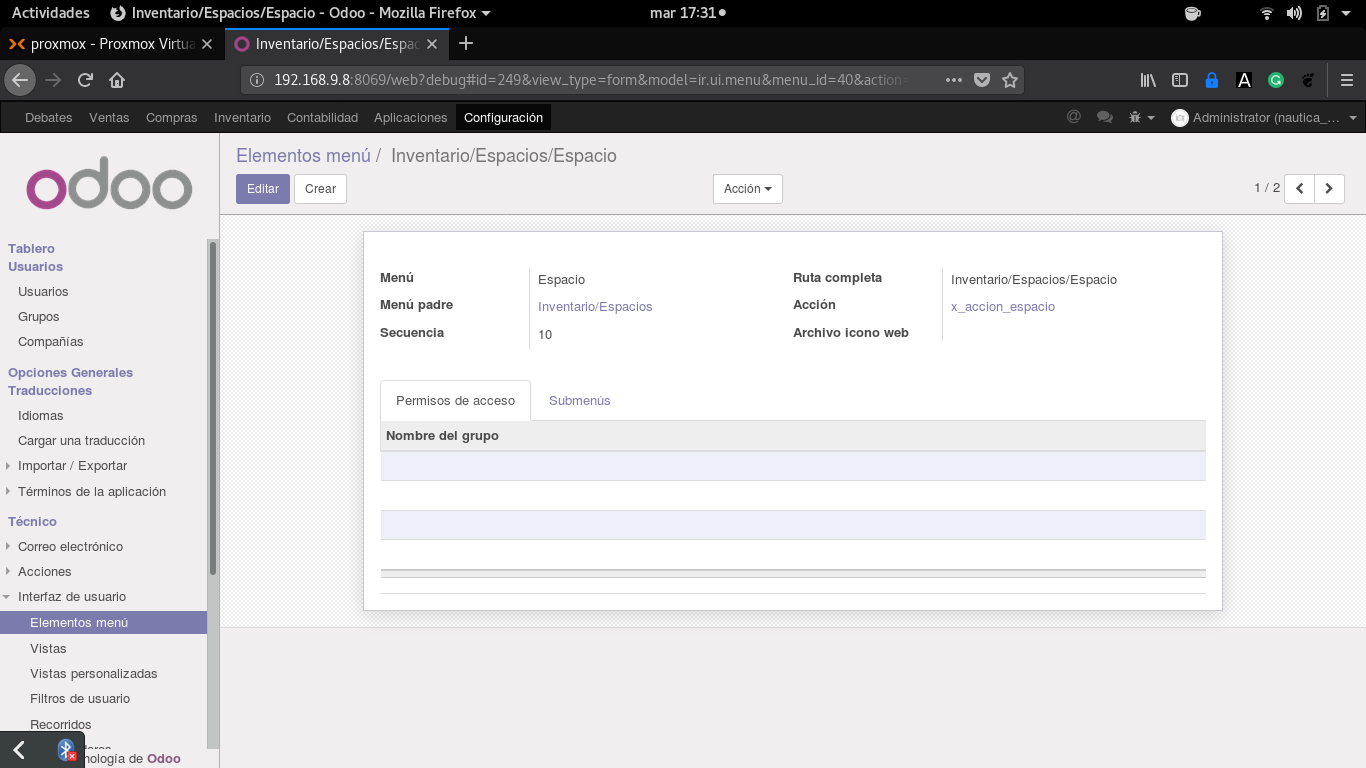 Actividades Inventario/Espacios/Espacio - Odoo - Mozilla Firefox mar 17:31
proxmox - Proxmox Virtua Inventario/Espacios/Espac
192.168.9.8:8069/web?debug#id=249&view_type=form&model=ir.ui.menu&menu_id=40&action=
Debates Ventas Compras Inventario Contabilidad Aplicaciones Configuración @ Administrator (nautica_...
odoo
Elementos menú / Inventario/Espacios/Espacio
Editar Crear Acción 1 / 2
Tablero
Usuarios
Usuarios
Grupos
Compañías
Opciones Generales
Traducciones
Idiomas
Cargar una traducción
Importar / Exportar
Términos de la aplicación
Técnico
Correo electrónico
Acciones
Interfaz de usuario
Elementos menú
Vistas
Vistas personalizadas
Filtros de usuario
Recorridos
nología de Odoo
Menú Espacio
Menú padre Inventario/Espacios
Secuencia 10
Ruta completa Inventario/Espacios/Espacio
Acción x_accion_espacio
Archivo icono web
Permisos de acceso Submenús
Nombre del grupo